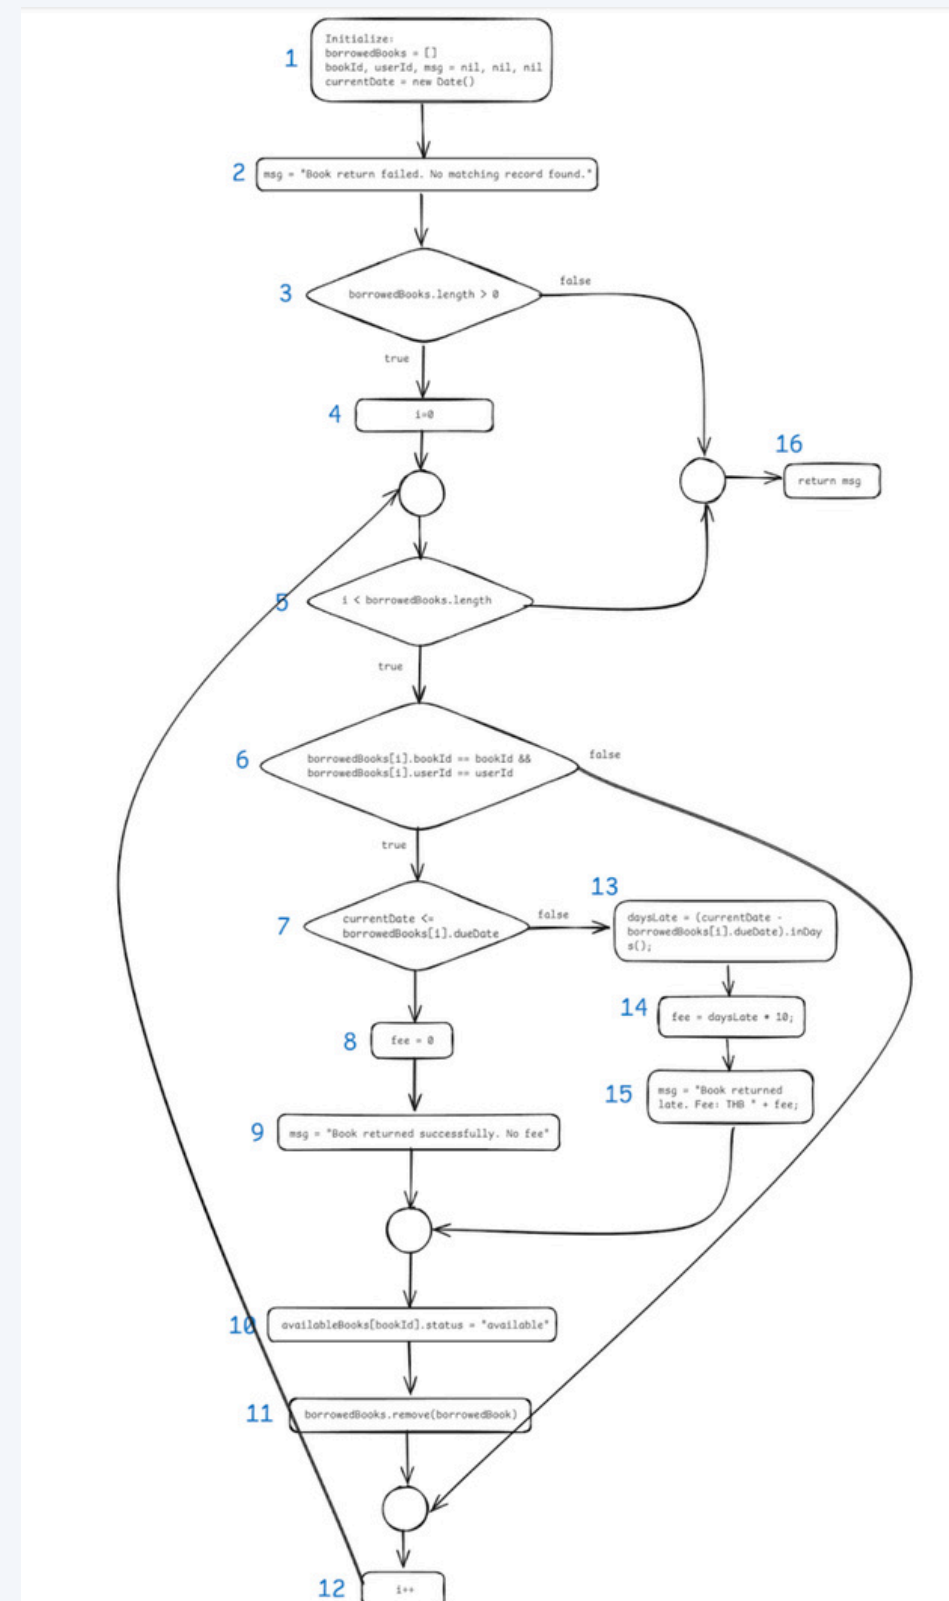 1
Initialize:
borrowedBooks = []
bookId, userId, msg = nil, nil, nil
currentDate = new Date()
2
msg = "Book return failed. No matching record found."
3
borrowedBooks.length > 0
false
true
4
i=0
16
return msg
5
i < borrowedBooks.length
true
6
borrowedBooks[i].bookId == bookId &&
borrowedBooks[i].userId == userId
false
true
7
currentDate <=
borrowedBooks[i].dueDate
false
13
daysLate = (currentDate -
borrowedBooks[i].dueDate).inDay
s();
8
fee = 0
14
fee = daysLate * 10;
15
msg = "Book returned
late. Fee: THB " + fee;
9
msg = "Book returned successfully. No fee"
10
availableBooks[bookId].status = "available"
11
borrowedBooks.remove(borrowedBook)
12
i++